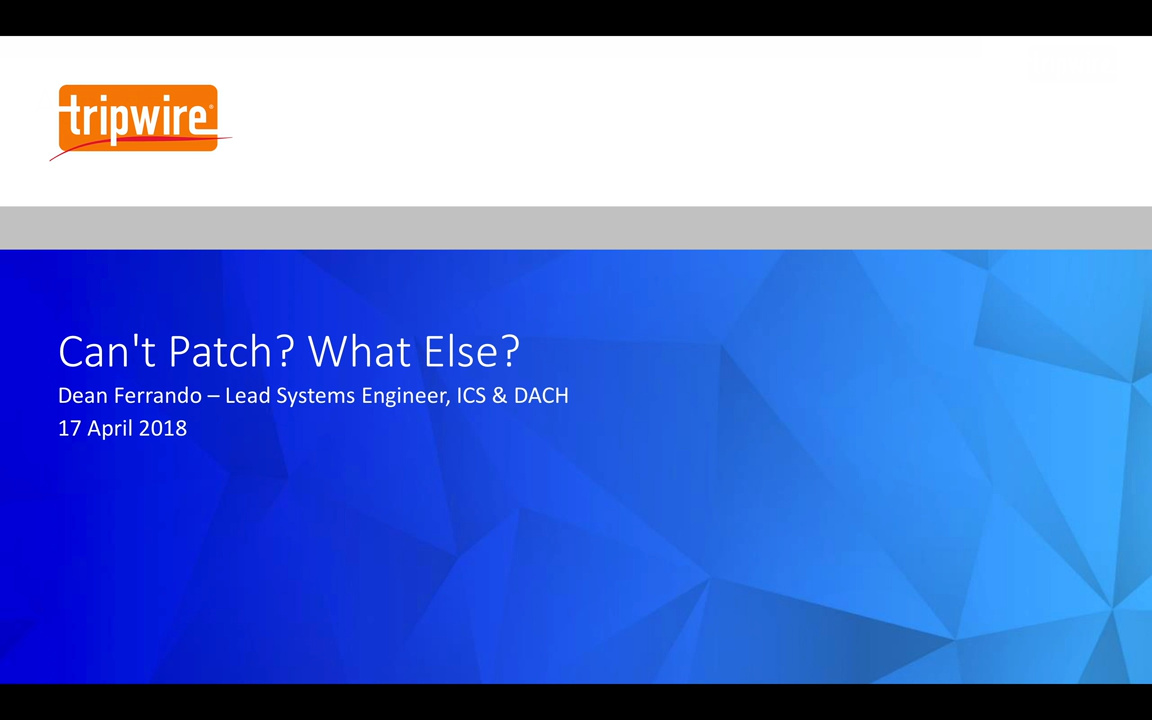 tripwire®
Can't Patch? What Else?
Dean Ferrando – Lead Systems Engineer, ICS & DACH
17 April 2018